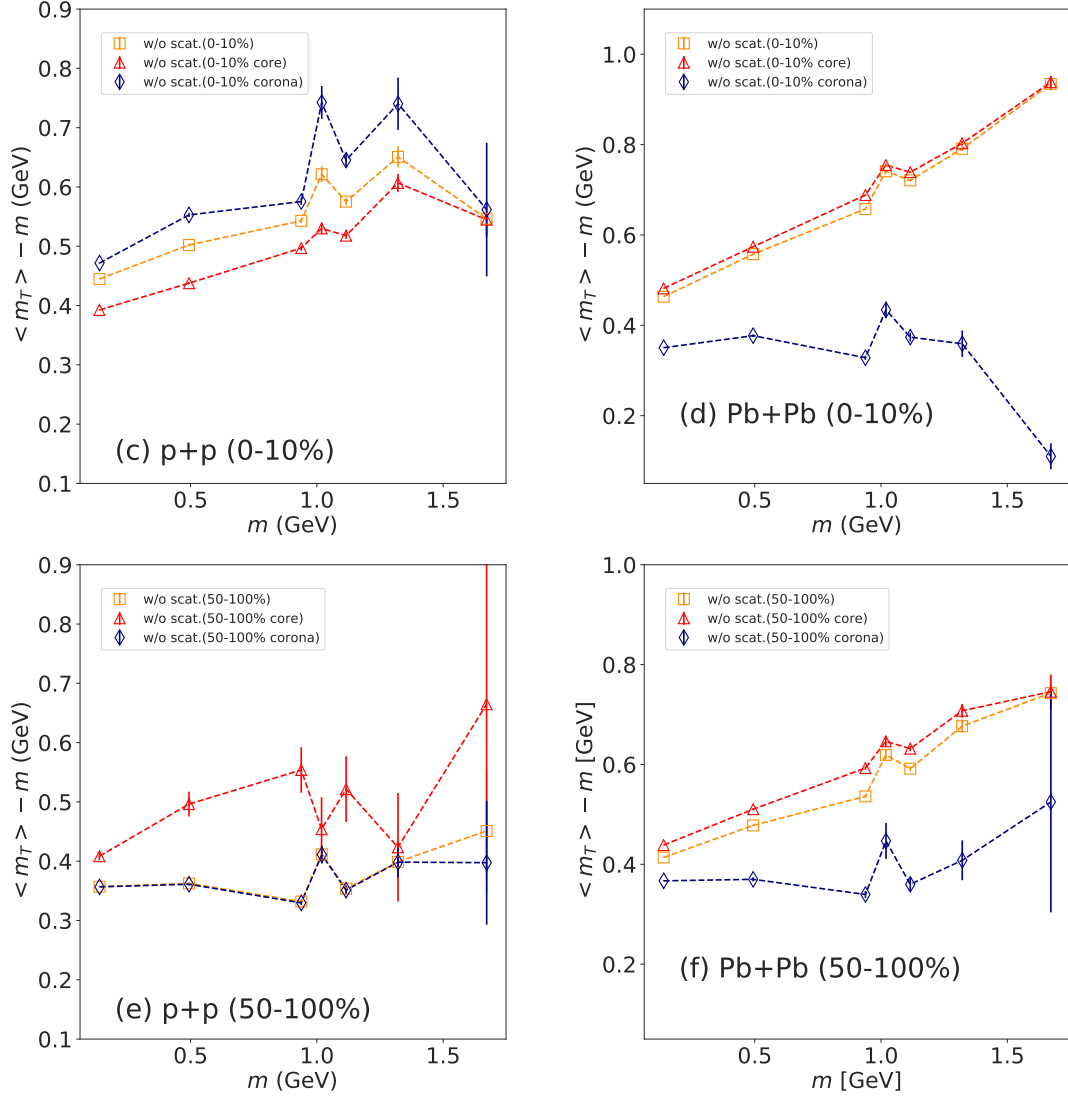 0.9
0.8
0.7
0.6
0.5
0.4
0.3
0.2
0.1
< m_T > − m (GeV)
w/o scat.(0-10%)
w/o scat.(0-10% core)
w/o scat.(0-10% corona)
(c) p+p (0-10%)
0.5 1.0 1.5
m (GeV)
1.0
0.8
0.6
0.4
0.2
< m_T > − m (GeV)
w/o scat.(0-10%)
w/o scat.(0-10% core)
w/o scat.(0-10% corona)
(d) Pb+Pb (0-10%)
0.5 1.0 1.5
m (GeV)
0.9
0.8
0.7
0.6
0.5
0.4
0.3
0.2
0.1
< m_T > − m (GeV)
w/o scat.(50-100%)
w/o scat.(50-100% core)
w/o scat.(50-100% corona)
(e) p+p (50-100%)
0.5 1.0 1.5
m (GeV)
1.0
0.8
0.6
0.4
0.2
< m_T > − m [GeV]
w/o scat.(50-100%)
w/o scat.(50-100% core)
w/o scat.(50-100% corona)
(f) Pb+Pb (50-100%)
0.5 1.0 1.5
m [GeV]